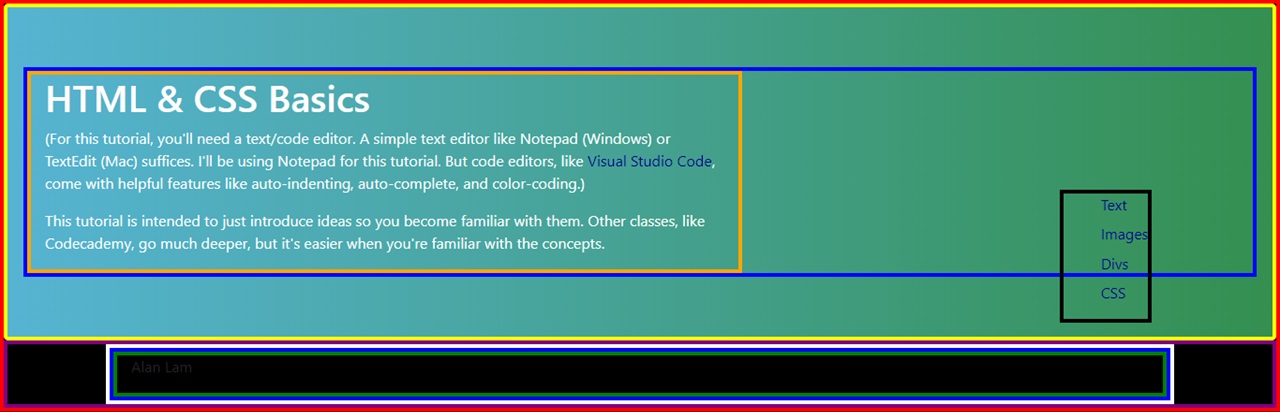 HTML & CSS Basics
(For this tutorial, you'll need a text/code editor. A simple text editor like Notepad (Windows) or
TextEdit (Mac) suffices. I'll be using Notepad for this tutorial. But code editors, like Visual Studio Code,
come with helpful features like auto-indenting, auto-complete, and color-coding.)
This tutorial is intended to just introduce ideas so you become familiar with them. Other classes, like
Codecademy, go much deeper, but it's easier when you're familiar with the concepts.
Text
Images
Divs
CSS
Alan Lam